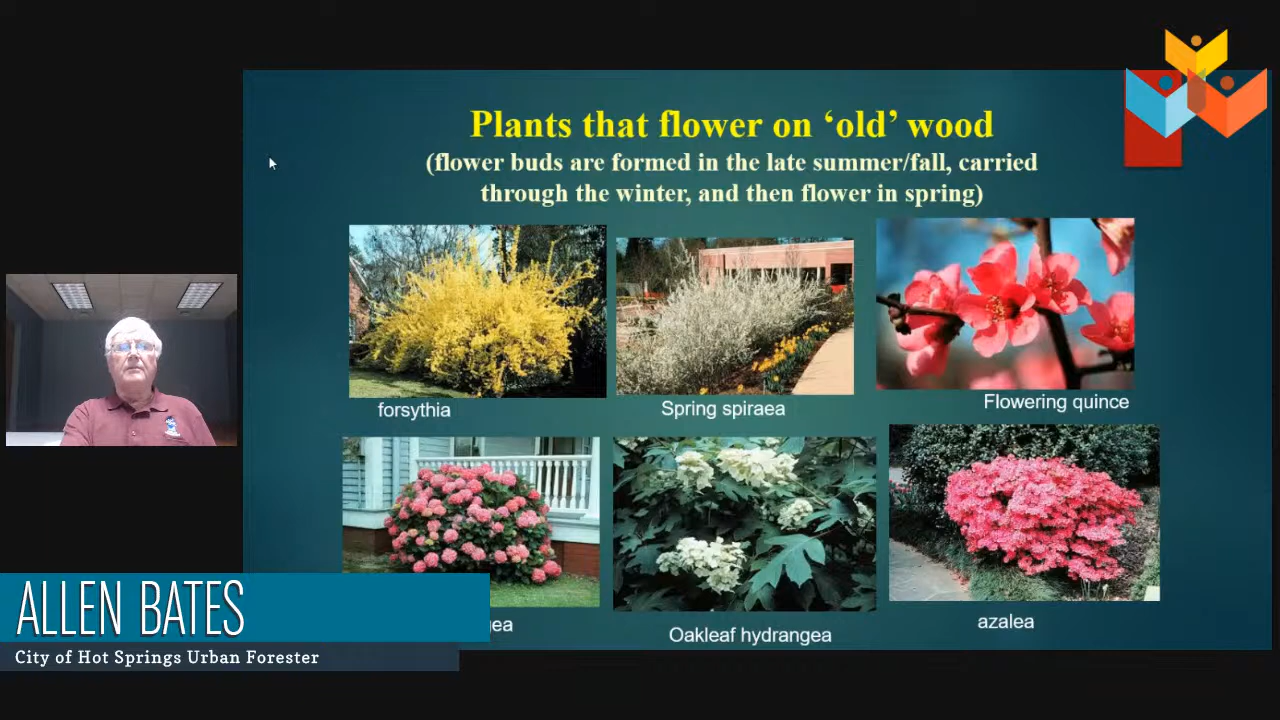 Plants that flower on ‘old’ wood
(flower buds are formed in the late summer/fall, carried
through the winter, and then flower in spring)
forsythia
Spring spiraea
Flowering quince
gea
Oakleaf hydrangea
azalea
ALLEN BATES
City of Hot Springs Urban Forester